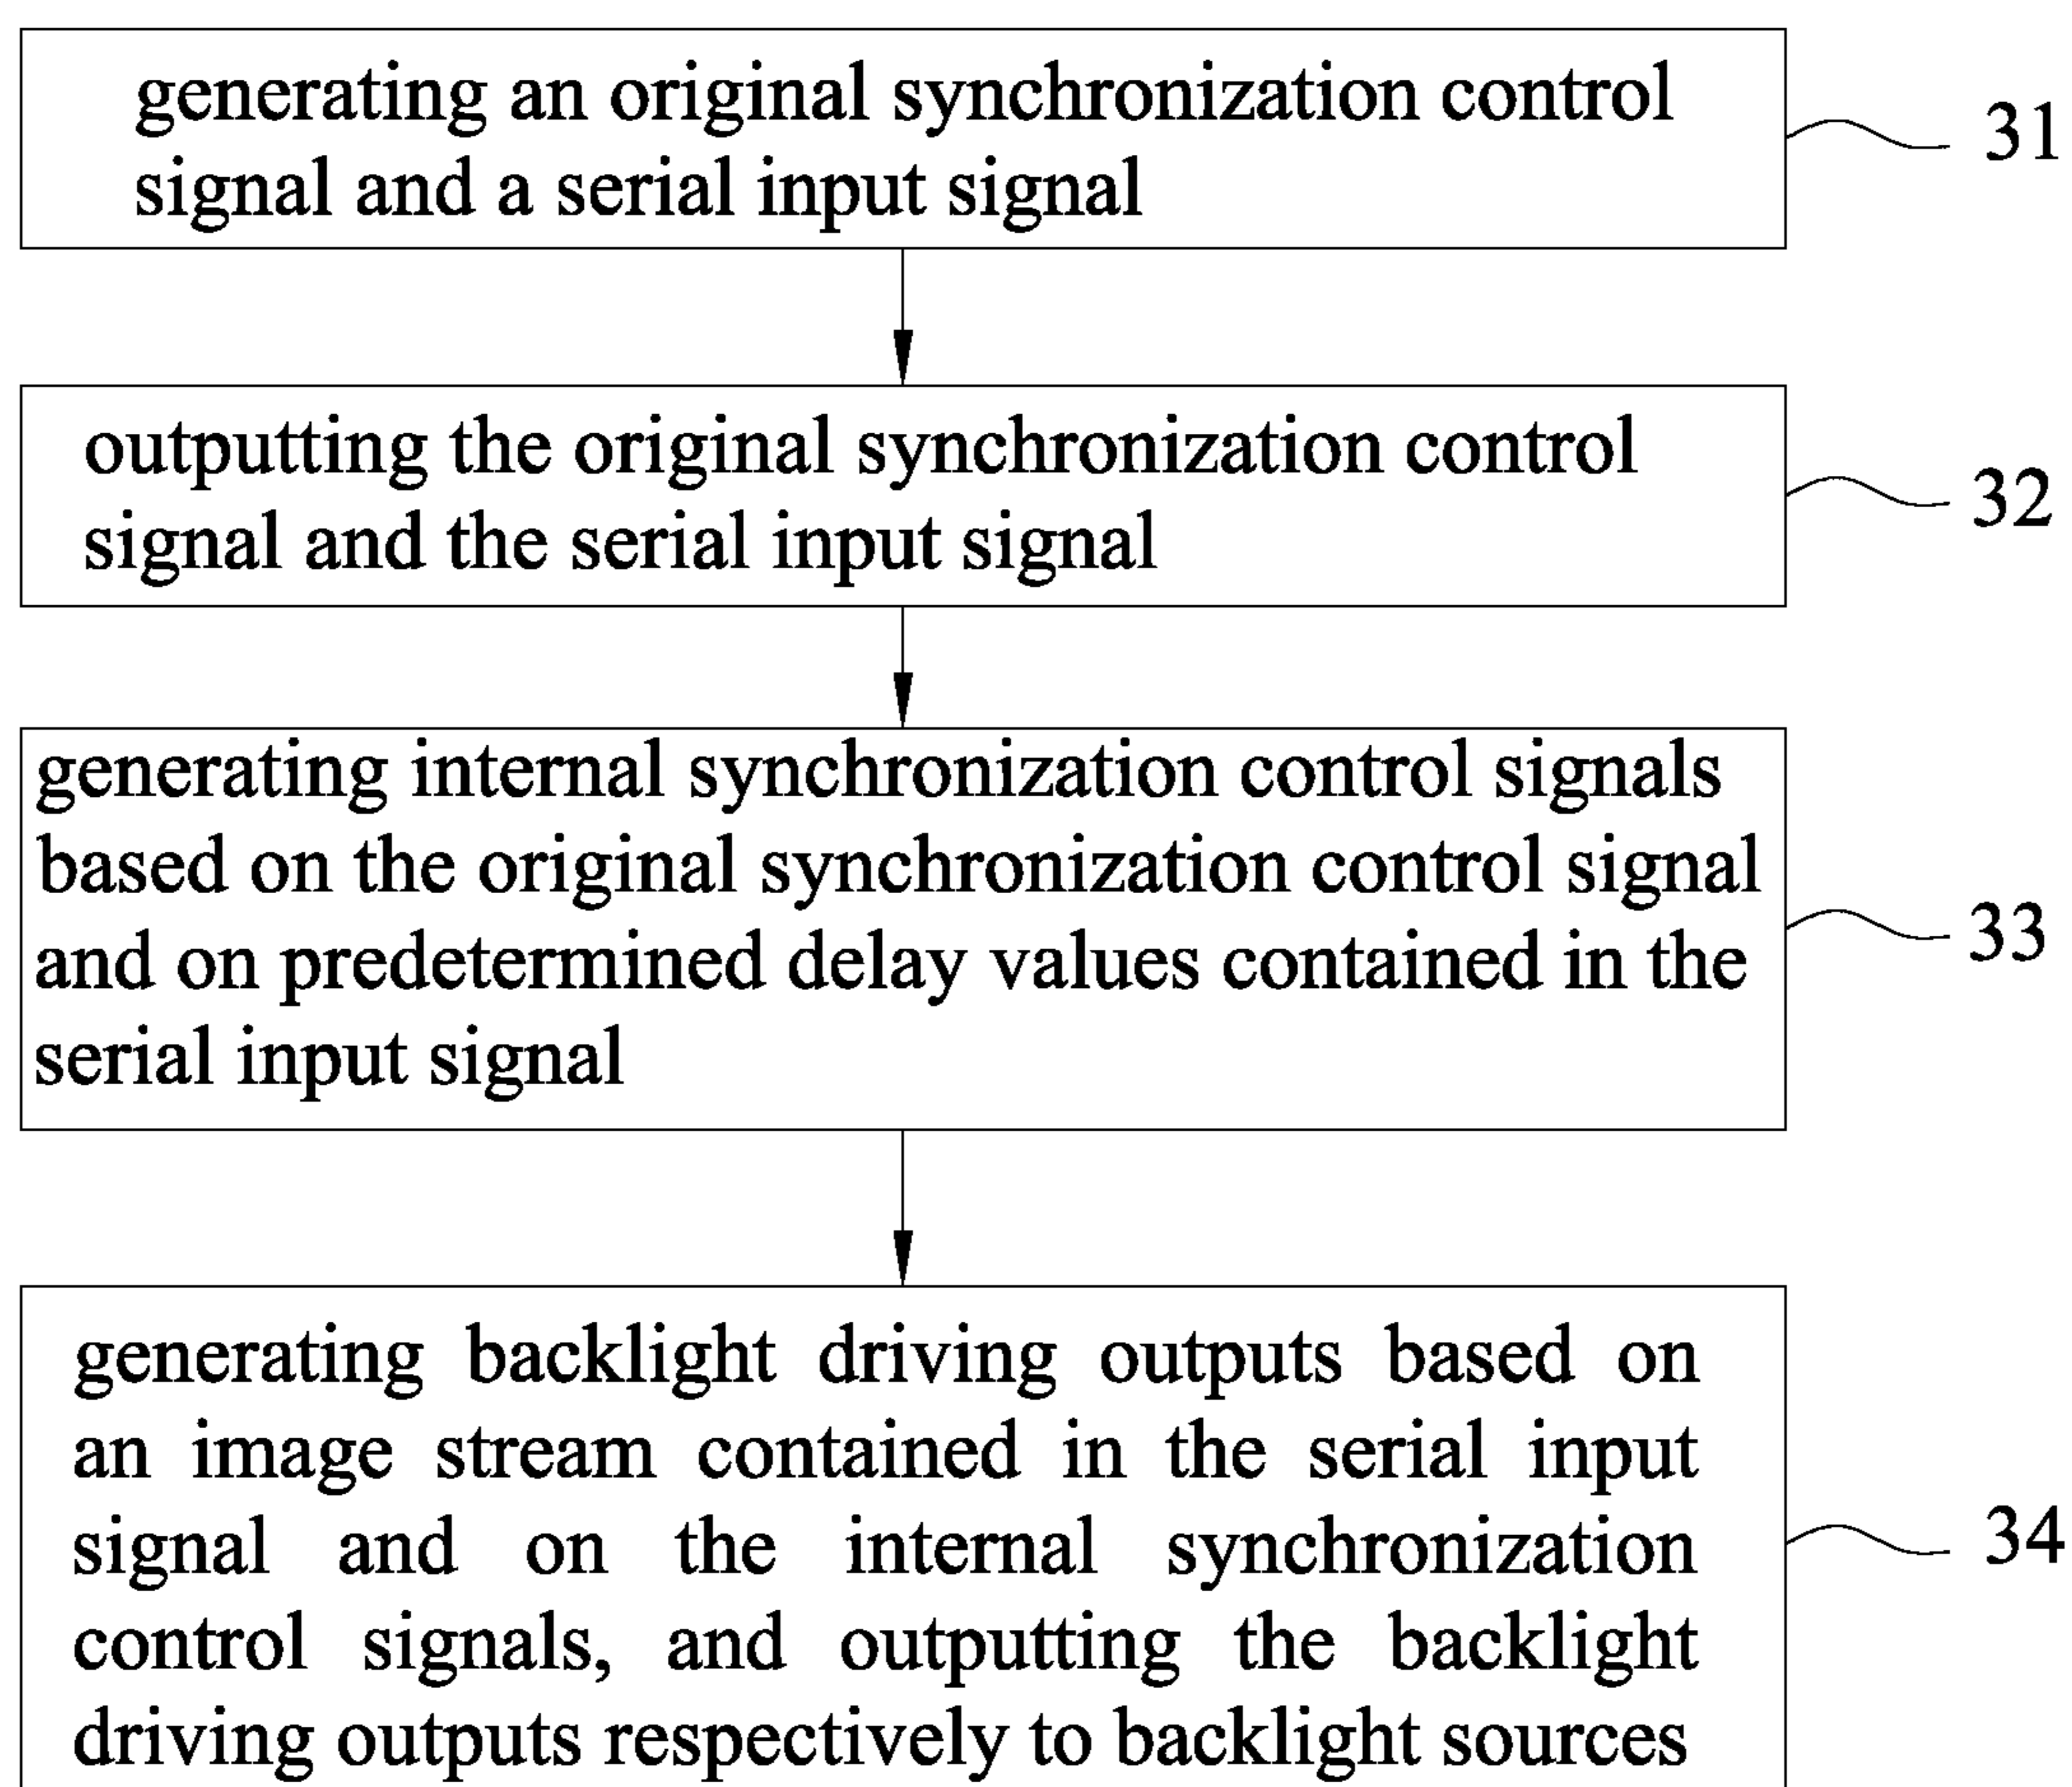 generating an original synchronization control
signal and a serial input signal
31
outputting the original synchronization control
signal and the serial input signal
32
generating internal synchronization control signals
based on the original synchronization control signal
and on predetermined delay values contained in the
serial input signal
33
generating backlight driving outputs based on
an image stream contained in the serial input
signal and on the internal synchronization
control signals, and outputting the backlight
driving outputs respectively to backlight sources
34